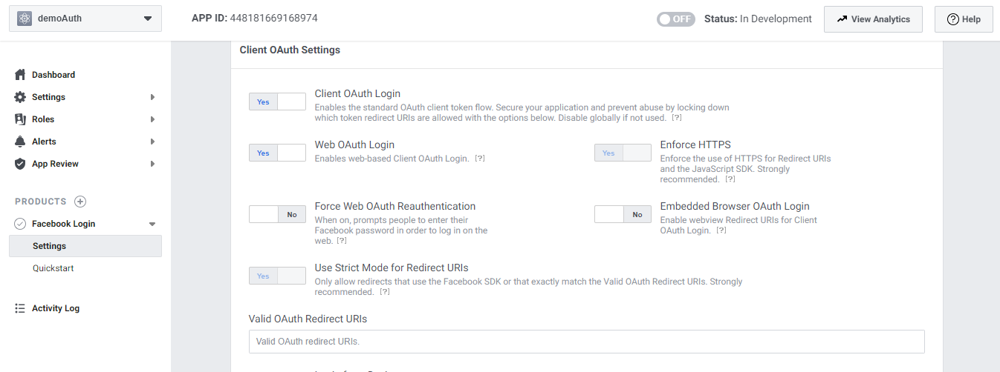 demoAuth
APP ID: 448181669168974
OFF
Status: In Development
View Analytics
Help
Dashboard
Settings
Roles
Alerts
App Review
PRODUCTS
Facebook Login
Settings
Quickstart
Activity Log
Client OAuth Settings
Yes
Client OAuth Login
Enables the standard OAuth client token flow. Secure your application and prevent abuse by locking down
which token redirect URIs are allowed with the options below. Disable globally if not used. [?]
Yes
Web OAuth Login
Enables web-based Client OAuth Login. [?]
Yes
Enforce HTTPS
Enforce the use of HTTPS for Redirect URIs
and the JavaScript SDK. Strongly
recommended. [?]
No
Force Web OAuth Reauthentication
When on, prompts people to enter their
Facebook password in order to log in on the
web. [?]
No
Embedded Browser OAuth Login
Enable webview Redirect URIs for Client
OAuth Login. [?]
Yes
Use Strict Mode for Redirect URIs
Only allow redirects that use the Facebook SDK or that exactly match the Valid OAuth Redirect URIs. Strongly
recommended. [?]
Valid OAuth Redirect URIs
Valid OAuth redirect URIs.